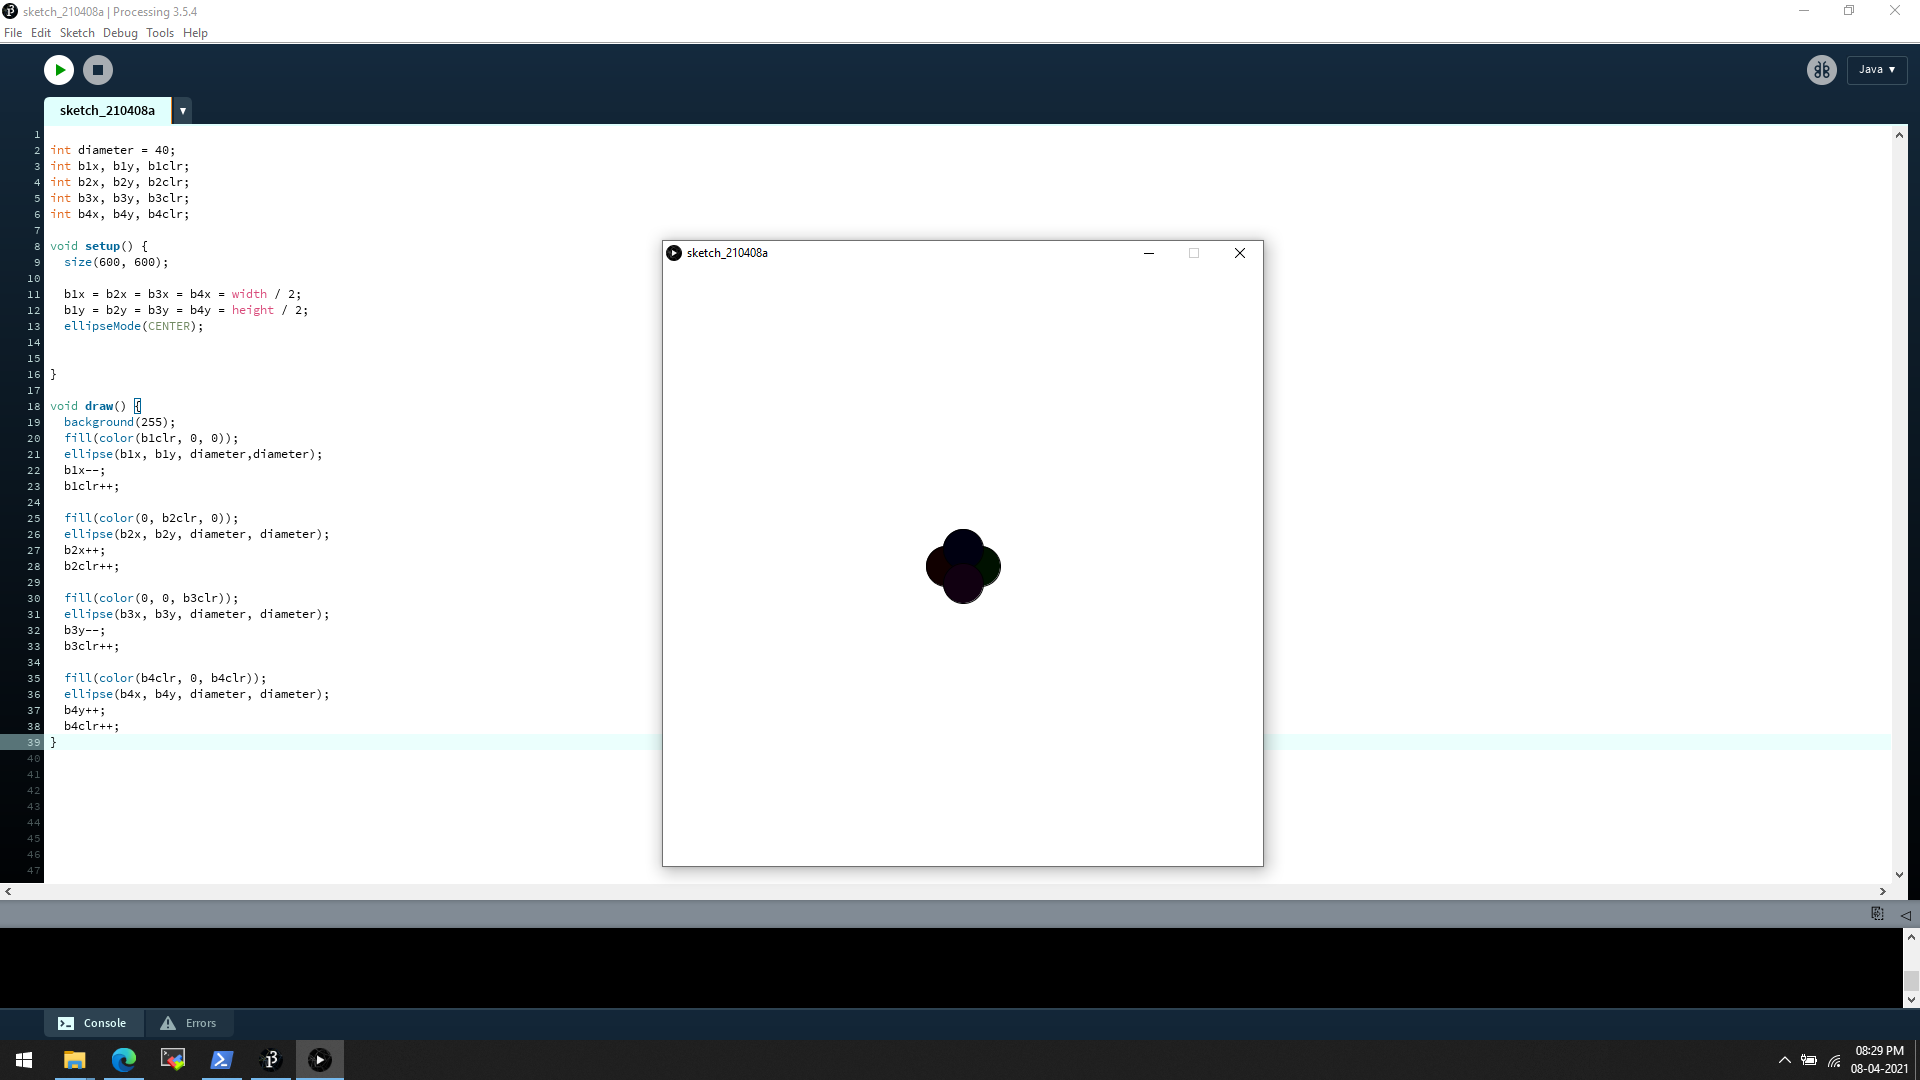 sketch_210408a | Processing 3.5.4
File Edit Sketch Debug Tools Help
Java ▾
sketch_210408a ▾
1
2 int diameter = 40;
3 int b1x, b1y, b1clr;
4 int b2x, b2y, b2clr;
5 int b3x, b3y, b3clr;
6 int b4x, b4y, b4clr;
7
8 void setup() {
9 size(600, 600);
10
11 b1x = b2x = b3x = b4x = width / 2;
12 b1y = b2y = b3y = b4y = height / 2;
13 ellipseMode(CENTER);
14
15
16 }
17
18 void draw() {
19 background(255);
20 fill(color(b1clr, 0, 0));
21 ellipse(b1x, b1y, diameter,diameter);
22 b1x--;
23 b1clr++;
24
25 fill(color(0, b2clr, 0));
26 ellipse(b2x, b2y, diameter, diameter);
27 b2x++;
28 b2clr++;
29
30 fill(color(0, 0, b3clr));
31 ellipse(b3x, b3y, diameter, diameter);
32 b3y--;
33 b3clr++;
34
35 fill(color(b4clr, 0, b4clr));
36 ellipse(b4x, b4y, diameter, diameter);
37 b4y++;
38 b4clr++;
39 }
40
41
42
43
44
45
46
47
sketch_210408a
Console Errors
08:29 PM
08-04-2021